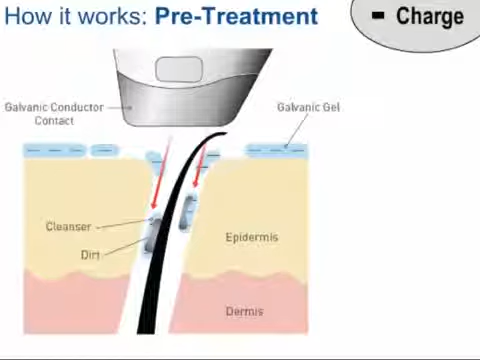 How it works: Pre-Treatment
- Charge
Galvanic Conductor
Contact
Galvanic Gel
Cleanser
Dirt
Epidermis
Dermis